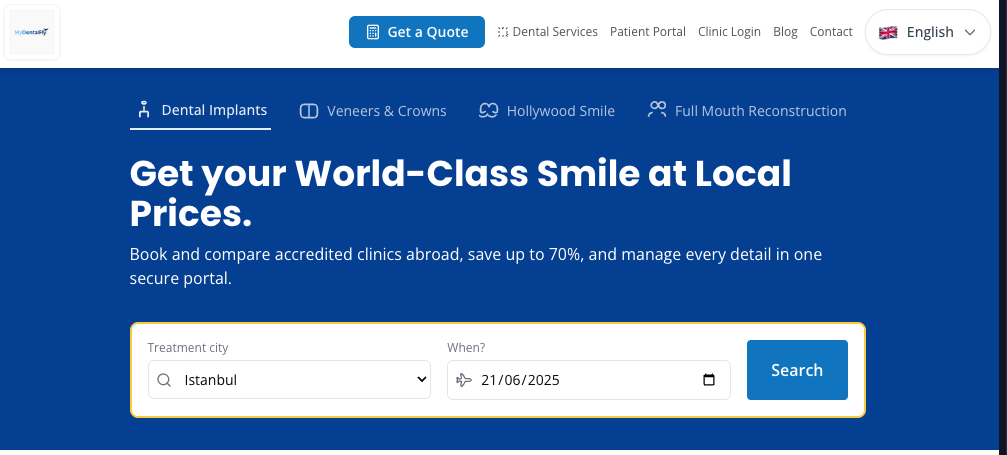 MyDentalFly
Get a Quote
Dental Services
Patient Portal
Clinic Login
Blog
Contact
English
Dental Implants
Veneers & Crowns
Hollywood Smile
Full Mouth Reconstruction
Get your World-Class Smile at Local
Prices.
Book and compare accredited clinics abroad, save up to 70%, and manage every detail in one
secure portal.
Treatment city
When?
Istanbul
21/06/2025
Search